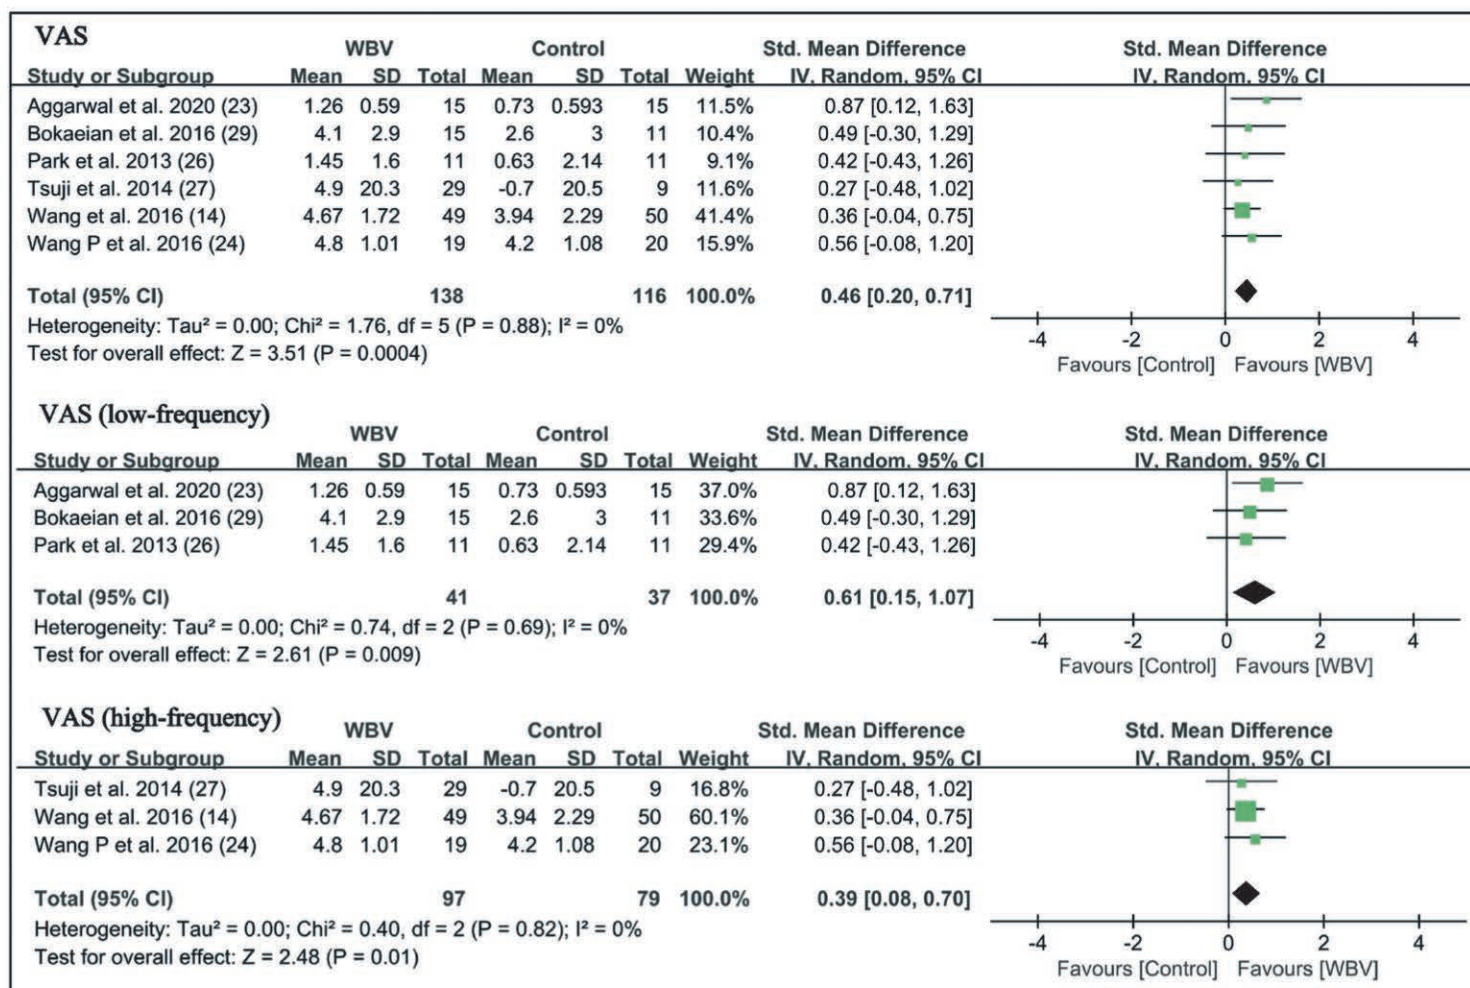 VAS
WBV Control Std. Mean Difference Std. Mean Difference
Study or Subgroup Mean SD Total Mean SD Total Weight IV, Random, 95% CI IV, Random, 95% CI
Aggarwal et al. 2020 (23) 1.26 0.59 15 0.73 0.593 15 11.5% 0.87 [0.12, 1.63]
Bokaeian et al. 2016 (29) 4.1 2.9 15 2.6 3 11 10.4% 0.49 [-0.30, 1.29]
Park et al. 2013 (26) 1.45 1.6 11 0.63 2.14 11 9.1% 0.42 [-0.43, 1.26]
Tsuji et al. 2014 (27) 4.9 20.3 29 -0.7 20.5 9 11.6% 0.27 [-0.48, 1.02]
Wang et al. 2016 (14) 4.67 1.72 49 3.94 2.29 50 41.4% 0.36 [-0.04, 0.75]
Wang P et al. 2016 (24) 4.8 1.01 19 4.2 1.08 20 15.9% 0.56 [-0.08, 1.20]
Total (95% CI) 138 116 100.0% 0.46 [0.20, 0.71]
Heterogeneity: Tau² = 0.00; Chi² = 1.76, df = 5 (P = 0.88); I² = 0%
Test for overall effect: Z = 3.51 (P = 0.0004)
-4 -2 0 2 4
Favours [Control] Favours [WBV]
VAS (low-frequency)
WBV Control Std. Mean Difference Std. Mean Difference
Study or Subgroup Mean SD Total Mean SD Total Weight IV, Random, 95% CI IV, Random, 95% CI
Aggarwal et al. 2020 (23) 1.26 0.59 15 0.73 0.593 15 37.0% 0.87 [0.12, 1.63]
Bokaeian et al. 2016 (29) 4.1 2.9 15 2.6 3 11 33.6% 0.49 [-0.30, 1.29]
Park et al. 2013 (26) 1.45 1.6 11 0.63 2.14 11 29.4% 0.42 [-0.43, 1.26]
Total (95% CI) 41 37 100.0% 0.61 [0.15, 1.07]
Heterogeneity: Tau² = 0.00; Chi² = 0.74, df = 2 (P = 0.69); I² = 0%
Test for overall effect: Z = 2.61 (P = 0.009)
-4 -2 0 2 4
Favours [Control] Favours [WBV]
VAS (high-frequency)
WBV Control Std. Mean Difference Std. Mean Difference
Study or Subgroup Mean SD Total Mean SD Total Weight IV, Random, 95% CI IV, Random, 95% CI
Tsuji et al. 2014 (27) 4.9 20.3 29 -0.7 20.5 9 16.8% 0.27 [-0.48, 1.02]
Wang et al. 2016 (14) 4.67 1.72 49 3.94 2.29 50 60.1% 0.36 [-0.04, 0.75]
Wang P et al. 2016 (24) 4.8 1.01 19 4.2 1.08 20 23.1% 0.56 [-0.08, 1.20]
Total (95% CI) 97 79 100.0% 0.39 [0.08, 0.70]
Heterogeneity: Tau² = 0.00; Chi² = 0.40, df = 2 (P = 0.82); I² = 0%
Test for overall effect: Z = 2.48 (P = 0.01)
-4 -2 0 2 4
Favours [Control] Favours [WBV]